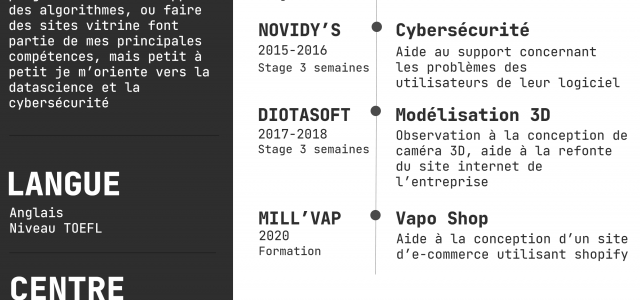 des algorithmes, ou faire
des sites vitrine font
partie de mes principales
compétences, mais petit à
petit je m’oriente vers la
datascience et la
cybersécurité
LANGUE
Anglais
Niveau TOEFL
CENTRE
NOVIDY’S
2015-2016
Stage 3 semaines
Cybersécurité
Aide au support concernant
les problèmes des
utilisateurs de leur logiciel
DIOTASOFT
2017-2018
Stage 3 semaines
Modélisation 3D
Observation à la conception de
caméra 3D, aide à la refonte
du site internet de
l’entreprise
MILL’VAP
2020
Formation
Vapo Shop
Aide à la conception d’un site
d’e-commerce utilisant shopify